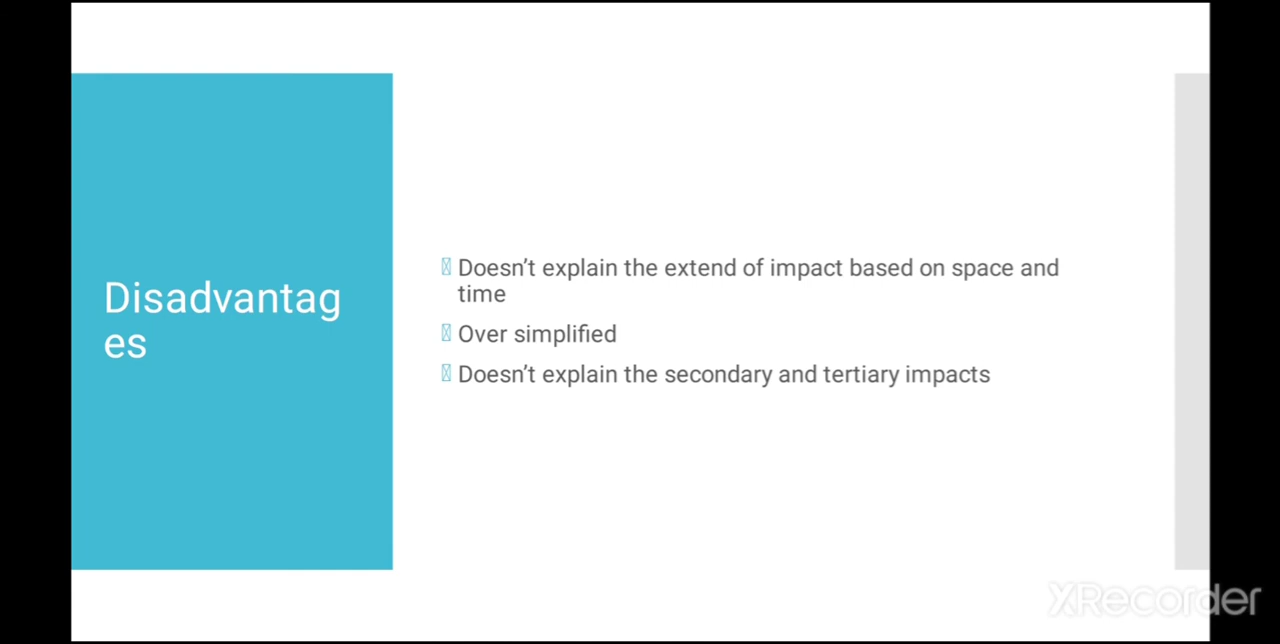 Disadvantag
es
Doesn't explain the extend of impact based on space and
time
Over simplified
Doesn't explain the secondary and tertiary impacts
XRecorder